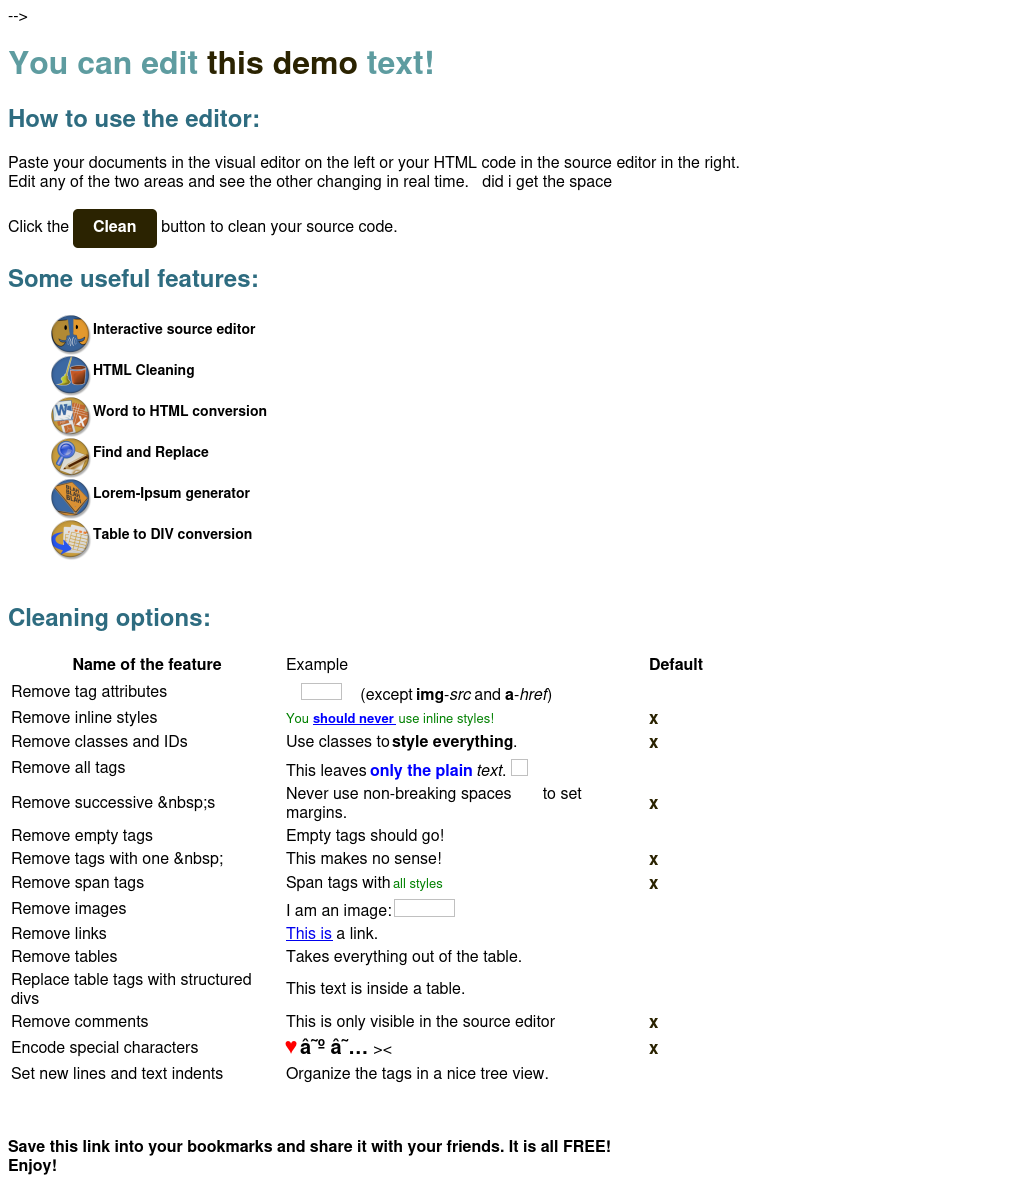 -->
You can edit this demo text!
How to use the editor:
Paste your documents in the visual editor on the left or your HTML code in the source editor in the right.
Edit any of the two areas and see the other changing in real time.   did i get the space
Click the Clean button to clean your source code.
Some useful features:
Interactive source editor
HTML Cleaning
Word to HTML conversion
Find and Replace
Lorem-Ipsum generator
Table to DIV conversion
Cleaning options:
Name of the feature Example Default
Remove tag attributes (except img-src and a-href)
Remove inline styles You should never use inline styles! x
Remove classes and IDs Use classes to style everything. x
Remove all tags This leaves only the plain text.
Remove successive &nbsp;s Never use non-breaking spaces to set x
margins.
Remove empty tags Empty tags should go!
Remove tags with one &nbsp; This makes no sense! x
Remove span tags Span tags with all styles x
Remove images I am an image:
Remove links This is a link.
Remove tables Takes everything out of the table.
Replace table tags with structured
divs This text is inside a table.
Remove comments This is only visible in the source editor x
Encode special characters ♥ â˜º â˜… >< x
Set new lines and text indents Organize the tags in a nice tree view.
Save this link into your bookmarks and share it with your friends. It is all FREE!
Enjoy!